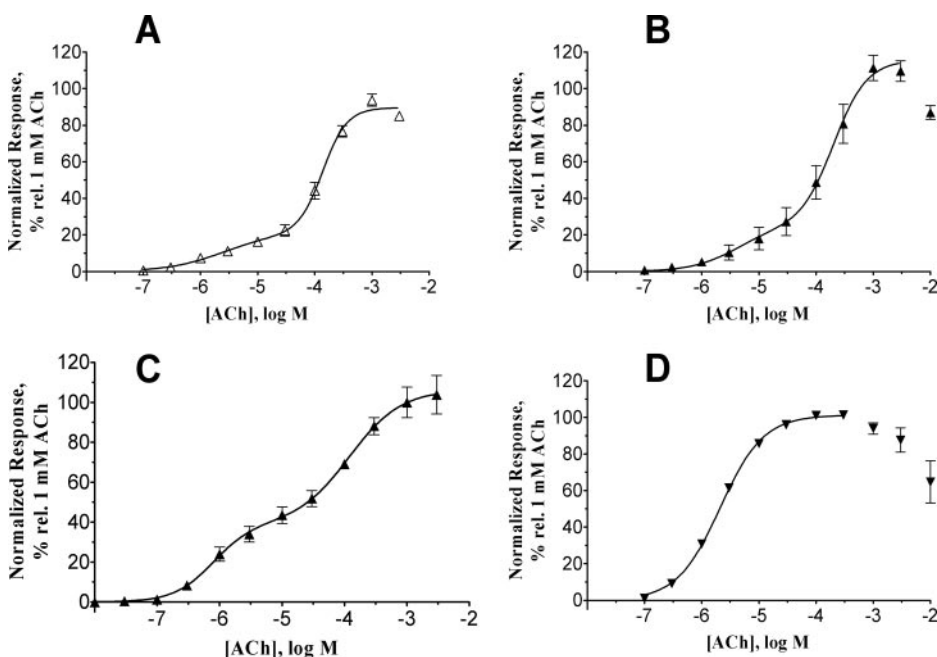 A
Normalized Response,
% rel. 1 mM ACh
120
100
80
60
40
20
0
-7 -6 -5 -4 -3 -2
[ACh], log M
B
Normalized Response,
% rel. 1 mM ACh
120
100
80
60
40
20
0
-7 -6 -5 -4 -3 -2
[ACh], log M
C
Normalized Response,
% rel. 1 mM ACh
120
100
80
60
40
20
0
-7 -6 -5 -4 -3 -2
[ACh], log M
D
Normalized Response,
% rel. 1 mM ACh
120
100
80
60
40
20
0
-7 -6 -5 -4 -3 -2
[ACh], log M